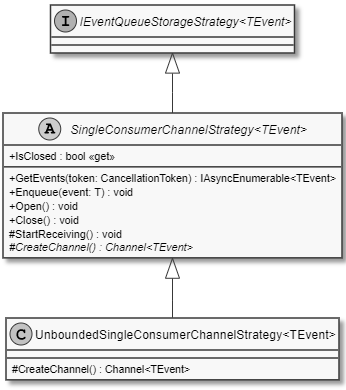 I IEventQueueStorageStrategy<TEvent>
A SingleConsumerChannelStrategy<TEvent>
+IsClosed : bool «get»
+GetEvents(token: CancellationToken) : IAsyncEnumerable<TEvent>
+Enqueue(event: T) : void
+Open() : void
+Close() : void
#StartReceiving() : void
#CreateChannel() : Channel<TEvent>
C UnboundedSingleConsumerChannelStrategy<TEvent>
#CreateChannel() : Channel<TEvent>